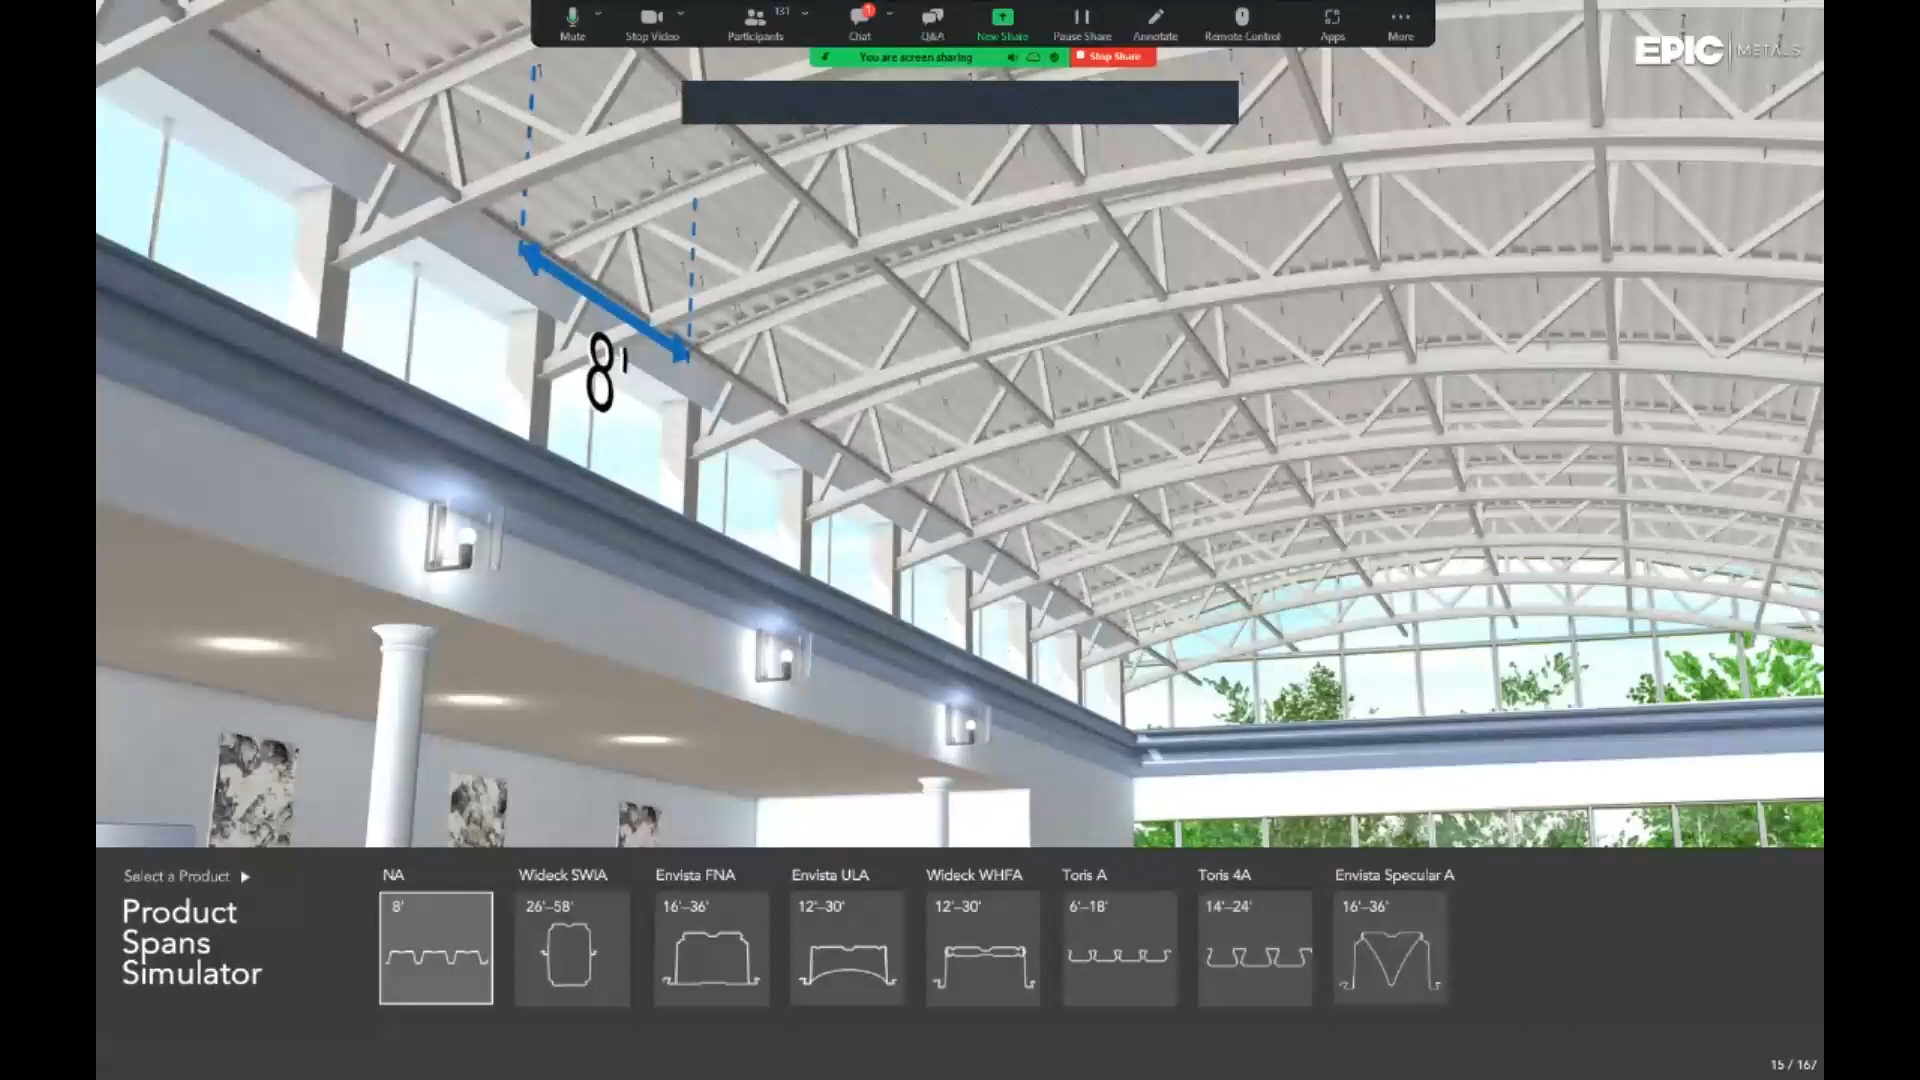 131
1
Mute
Stop Video
Participants
Chat
Q&A
New Share
Pause Share
Annotate
Remote Control
Apps
More
You are screen sharing
Stop Share
EPIC METALS
8'
Select a Product
Product
Spans
Simulator
NA
8'
Wideck SWIA
26'–58'
Envista FNA
16'–36'
Envista ULA
12'–30'
Wideck WHFA
12'–30'
Toris A
6'–18'
Toris 4A
14'–24'
Envista Specular A
16'–36'
15 / 167